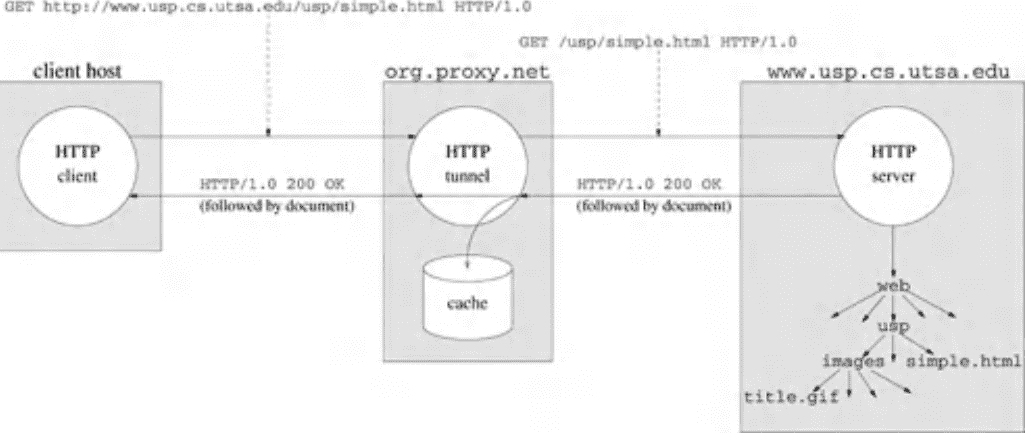 GET http://www.usp.cs.utsa.edu/usp/simple.html HTTP/1.0
GET /usp/simple.html HTTP/1.0
client host
org.proxy.net
www.usp.cs.utsa.edu
HTTP
client
HTTP
tunnel
HTTP
server
HTTP/1.0 200 OK
(followed by document)
HTTP/1.0 200 OK
(followed by document)
cache
web
usp
images
simple.html
title.gif